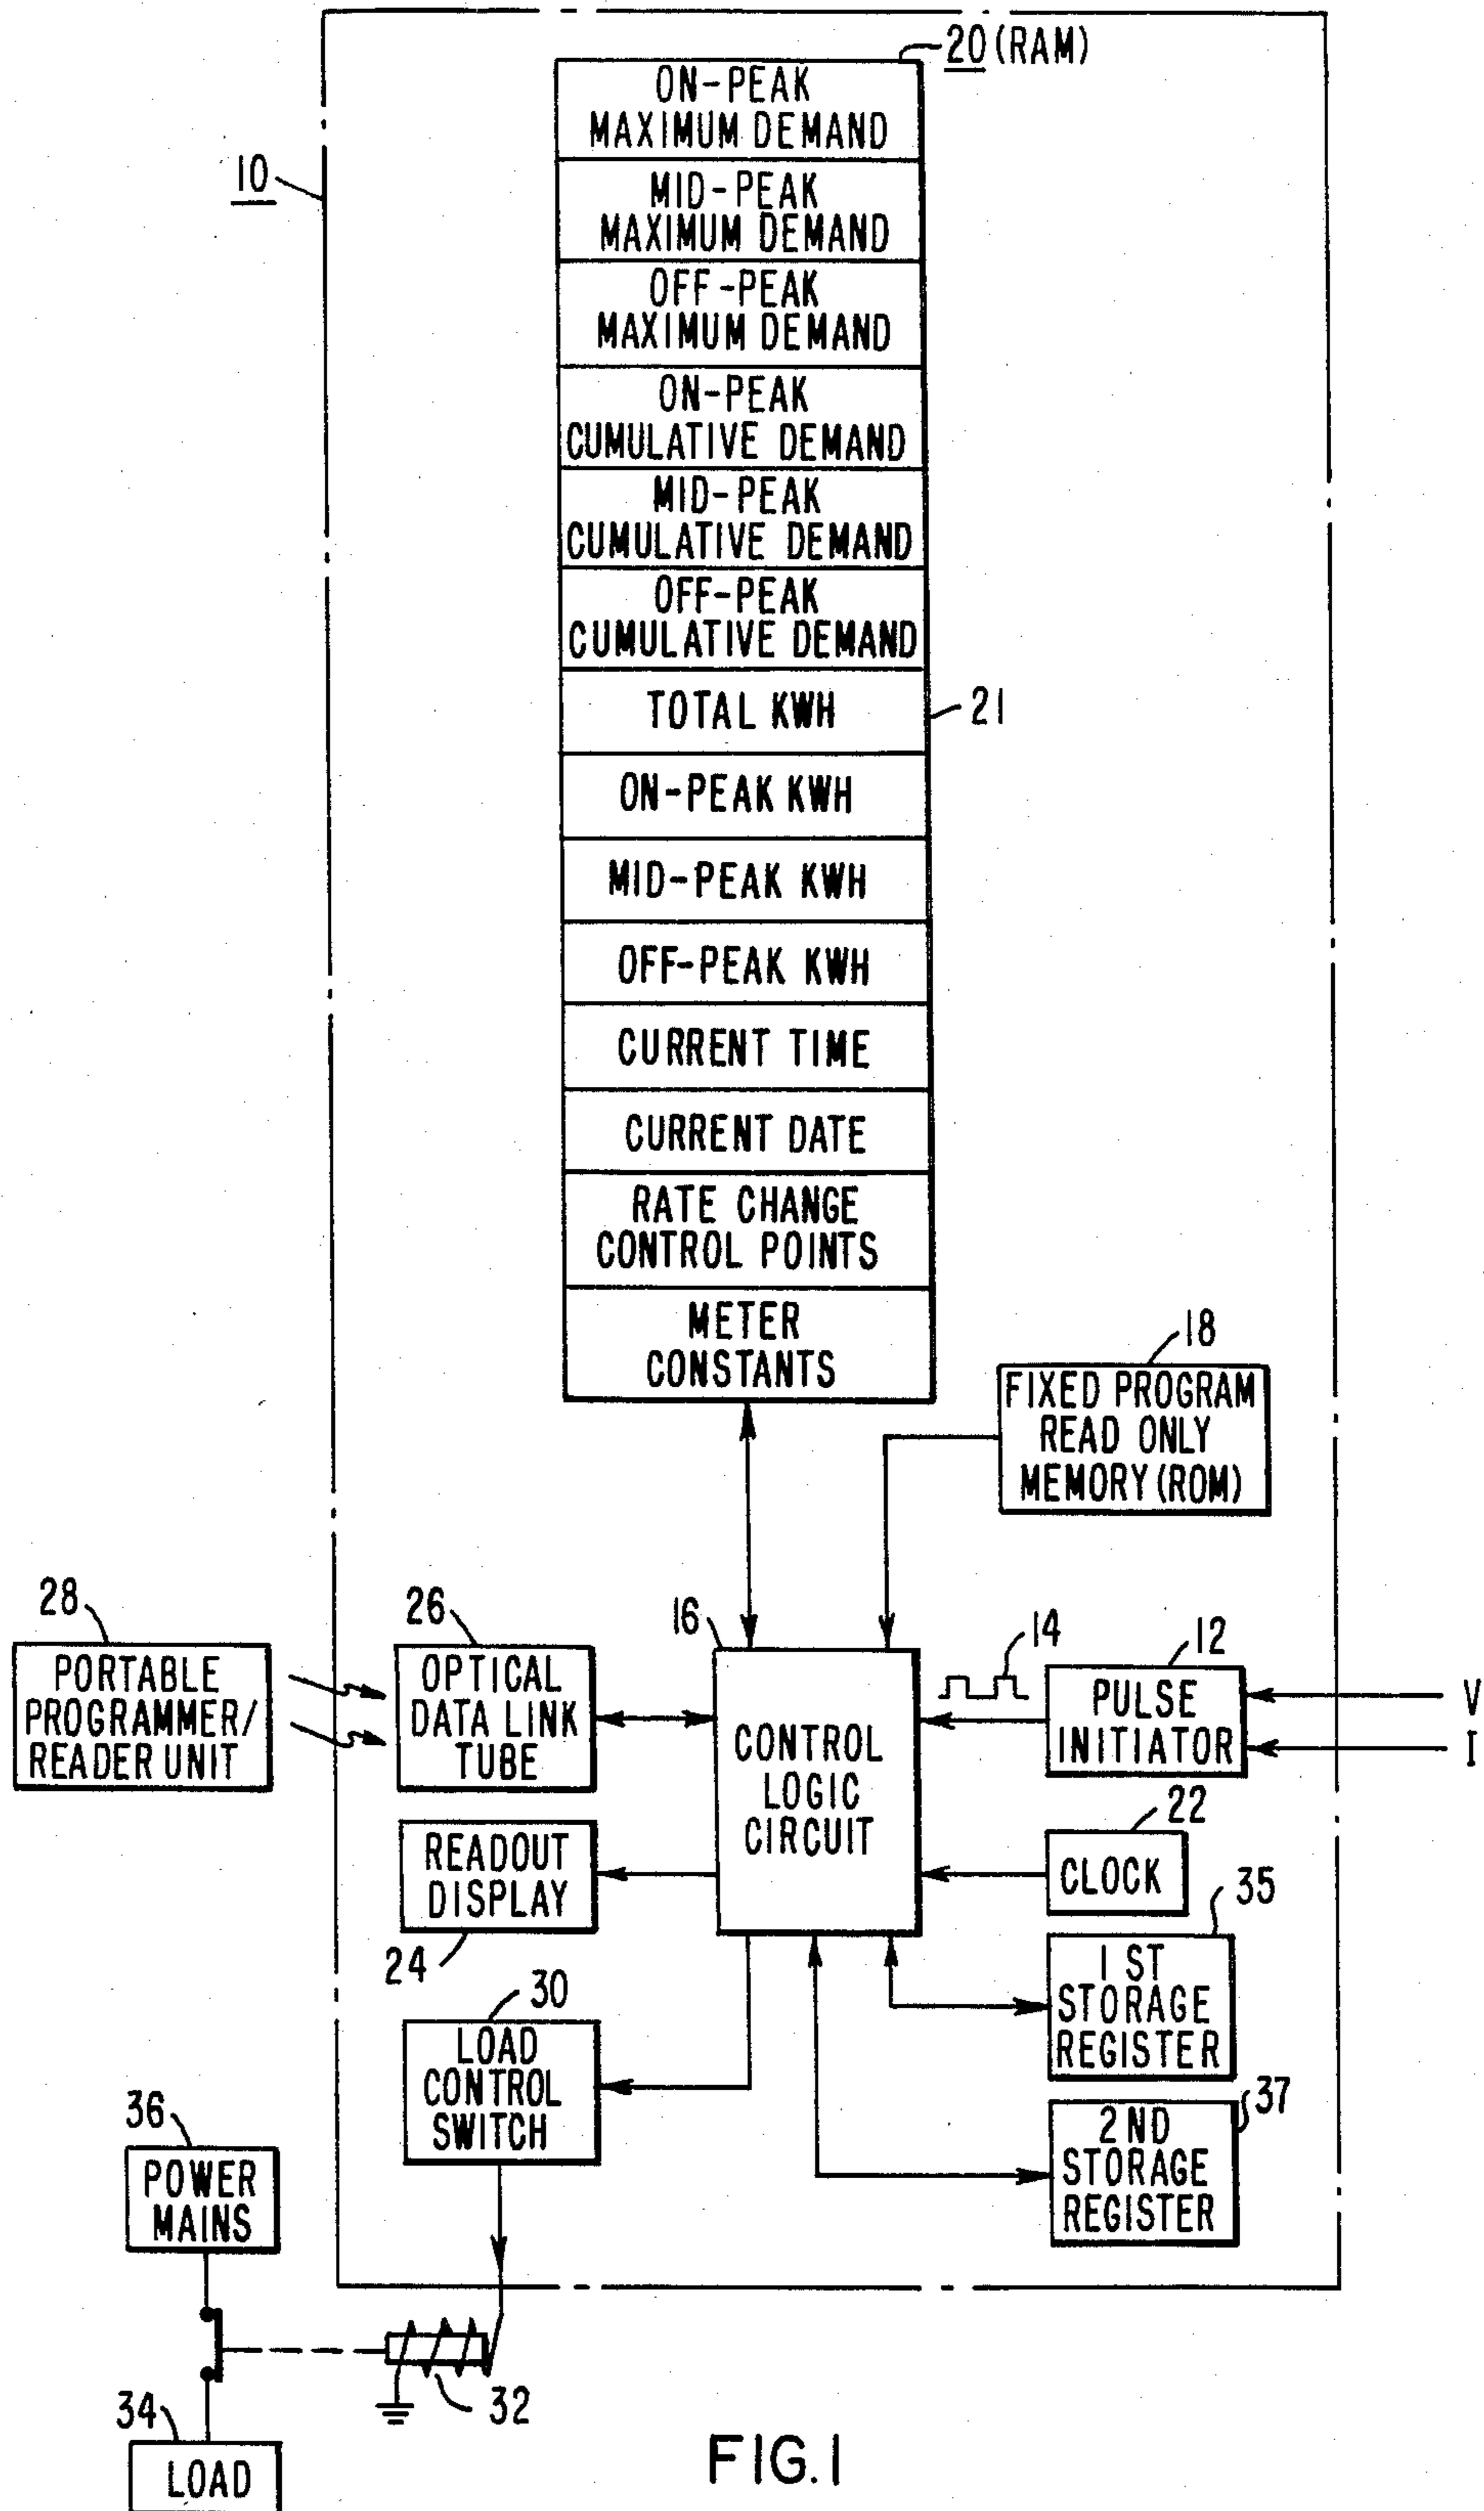 20 (RAM)
ON-PEAK
MAXIMUM DEMAND
10
MID-PEAK
MAXIMUM DEMAND
OFF-PEAK
MAXIMUM DEMAND
ON-PEAK
CUMULATIVE DEMAND
MID-PEAK
CUMULATIVE DEMAND
OFF-PEAK
CUMULATIVE DEMAND
TOTAL KWH
21
ON-PEAK KWH
MID-PEAK KWH
OFF-PEAK KWH
CURRENT TIME
CURRENT DATE
RATE CHANGE
CONTROL POINTS
METER
CONSTANTS
18
FIXED PROGRAM
READ ONLY
MEMORY (ROM)
28
PORTABLE
PROGRAMMER/
READER UNIT
26
OPTICAL
DATA LINK
TUBE
16
CONTROL
LOGIC
CIRCUIT
14
12
PULSE
INITIATOR
V
I
READOUT
DISPLAY
24
22
CLOCK
35
1 ST
STORAGE
REGISTER
30
LOAD
CONTROL
SWITCH
37
2 ND
STORAGE
REGISTER
36
POWER
MAINS
32
34
LOAD
FIG. 1